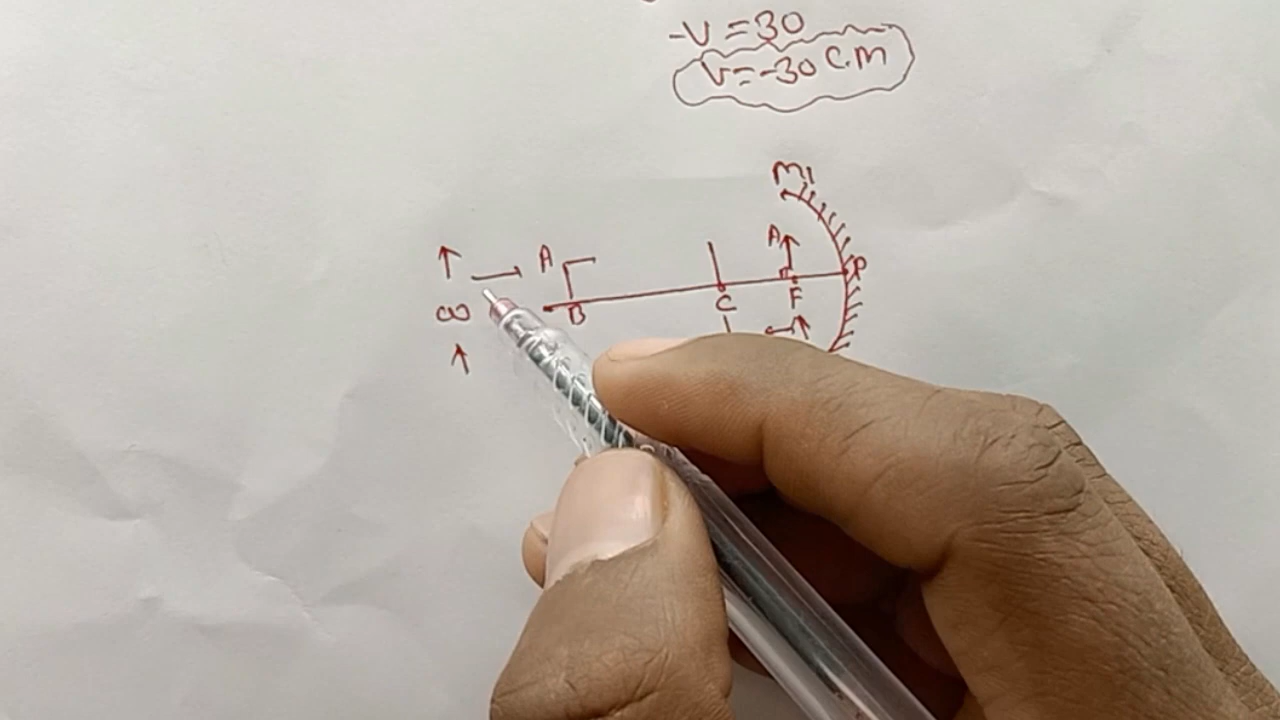 -V = 30
V = -30 C.M
M1
A
A
P
B
C
F
∞